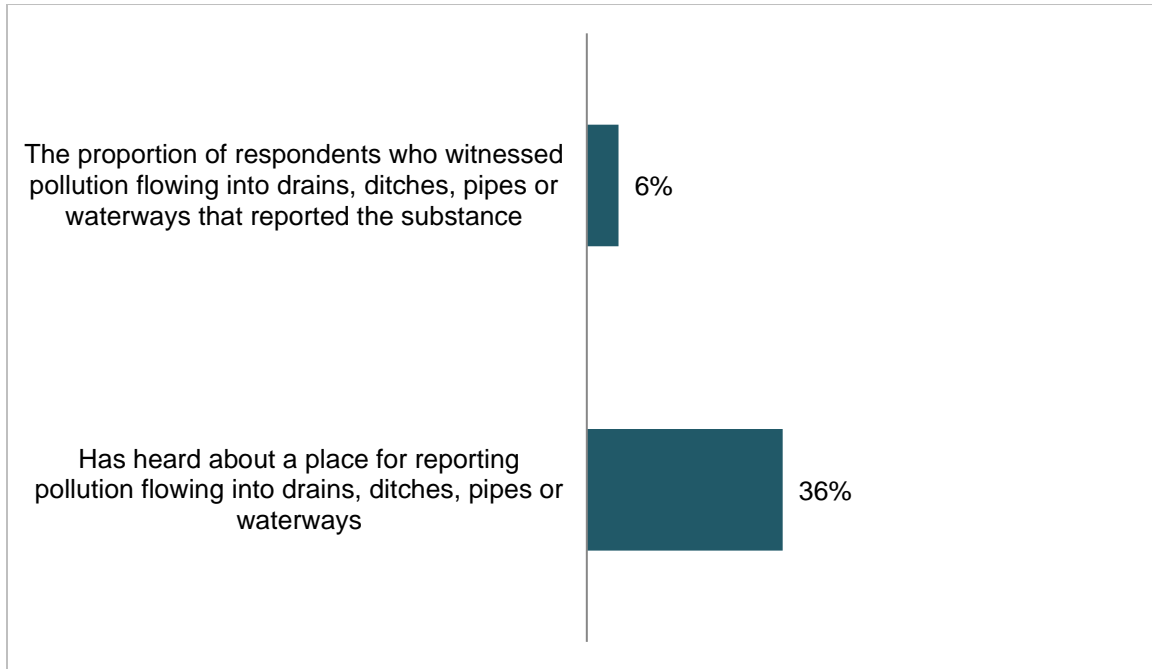 The proportion of respondents who witnessed
pollution flowing into drains, ditches, pipes or
waterways that reported the substance
6%
Has heard about a place for reporting
pollution flowing into drains, ditches, pipes or
waterways
36%